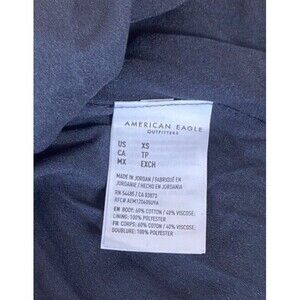 AMERICAN EAGLE
OUTFITTERS
US XS
CA TP
MX EXCH
MADE IN JORDAN / FABRIQUÉ EN
JORDANIE / HECHO EN JORDANIA
RN 54485 / CA 03873
EN BODY: 60% COTTON / 40% VISCOSE;
LINING: 100% POLYESTER
FR CORPS: 60% COTON / 40% VISCOSE;
DOUBLURE: 100% POLYESTER